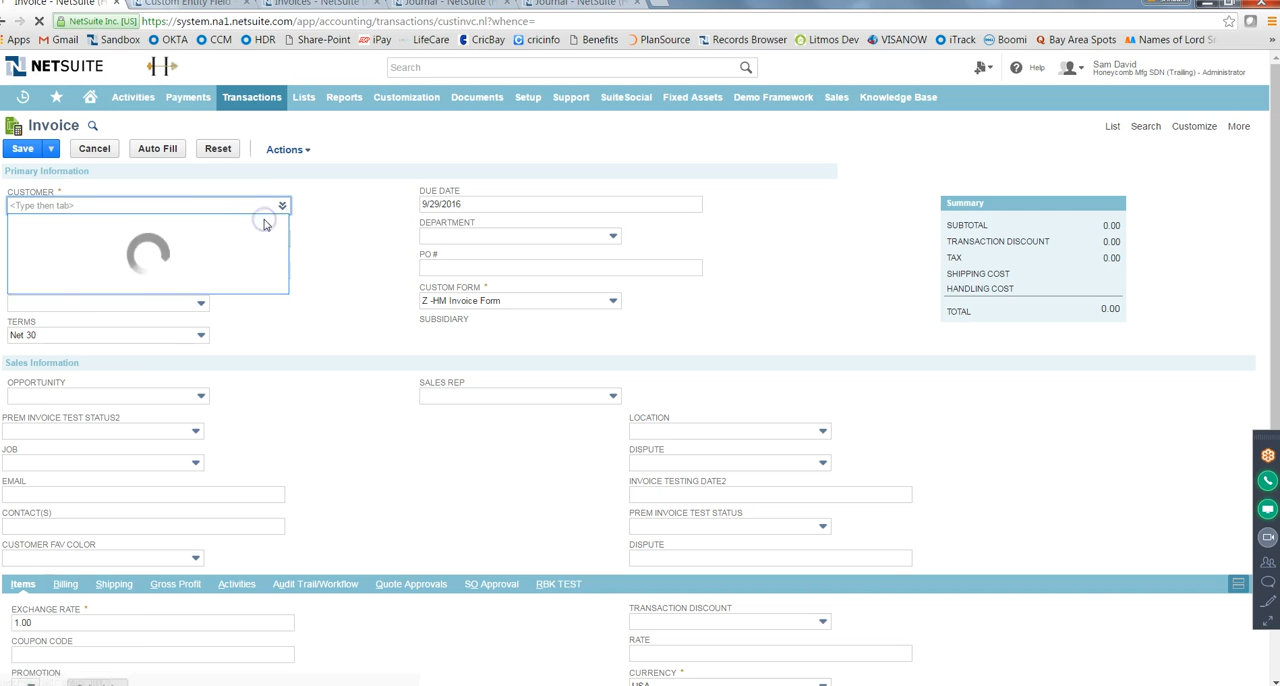 Invoice - NetSuite
Custom Entity Field
Invoices - NetSuite
Journal - NetSuite
Journal - NetSuite
NetSuite Inc. [US] https://system.na1.netsuite.com/app/accounting/transactions/custinvc.nl?whence=
Apps Gmail Sandbox OKTA CCM HDR Share-Point iPay LifeCare CricBay cricinfo Benefits PlanSource Records Browser Litmos Dev VISANOW iTrack Boomi Bay Area Spots Names of Lord S
NETSUITE
Search
Help
Sam David
Honeycomb Mfg SDN (Trailing) - Administrator
Activities Payments Transactions Lists Reports Customization Documents Setup Support SuiteSocial Fixed Assets Demo Framework Sales Knowledge Base
Invoice
List Search Customize More
Save Cancel Auto Fill Reset Actions
Primary Information
CUSTOMER *
<Type then tab>
TERMS
Net 30
DUE DATE
9/29/2016
DEPARTMENT
PO #
CUSTOM FORM *
Z -HM Invoice Form
SUBSIDIARY
Summary
SUBTOTAL 0.00
TRANSACTION DISCOUNT 0.00
TAX 0.00
SHIPPING COST
HANDLING COST
TOTAL 0.00
Sales Information
OPPORTUNITY
SALES REP
PREM INVOICE TEST STATUS2
LOCATION
JOB
DISPUTE
EMAIL
INVOICE TESTING DATE2
CONTACT(S)
PREM INVOICE TEST STATUS
CUSTOMER FAV COLOR
DISPUTE
Items Billing Shipping Gross Profit Activities Audit Trail/Workflow Quote Approvals SO Approval RBK TEST
EXCHANGE RATE *
1.00
TRANSACTION DISCOUNT
COUPON CODE
RATE
PROMOTION
CURRENCY *
USA